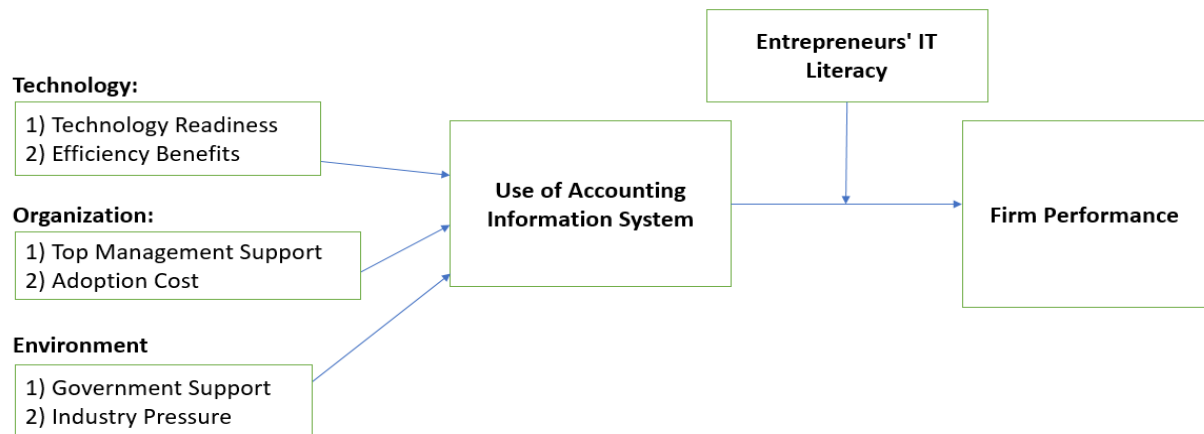 Technology:
1) Technology Readiness
2) Efficiency Benefits
Organization:
1) Top Management Support
2) Adoption Cost
Environment
1) Government Support
2) Industry Pressure
Use of Accounting
Information System
Entrepreneurs' IT
Literacy
Firm Performance